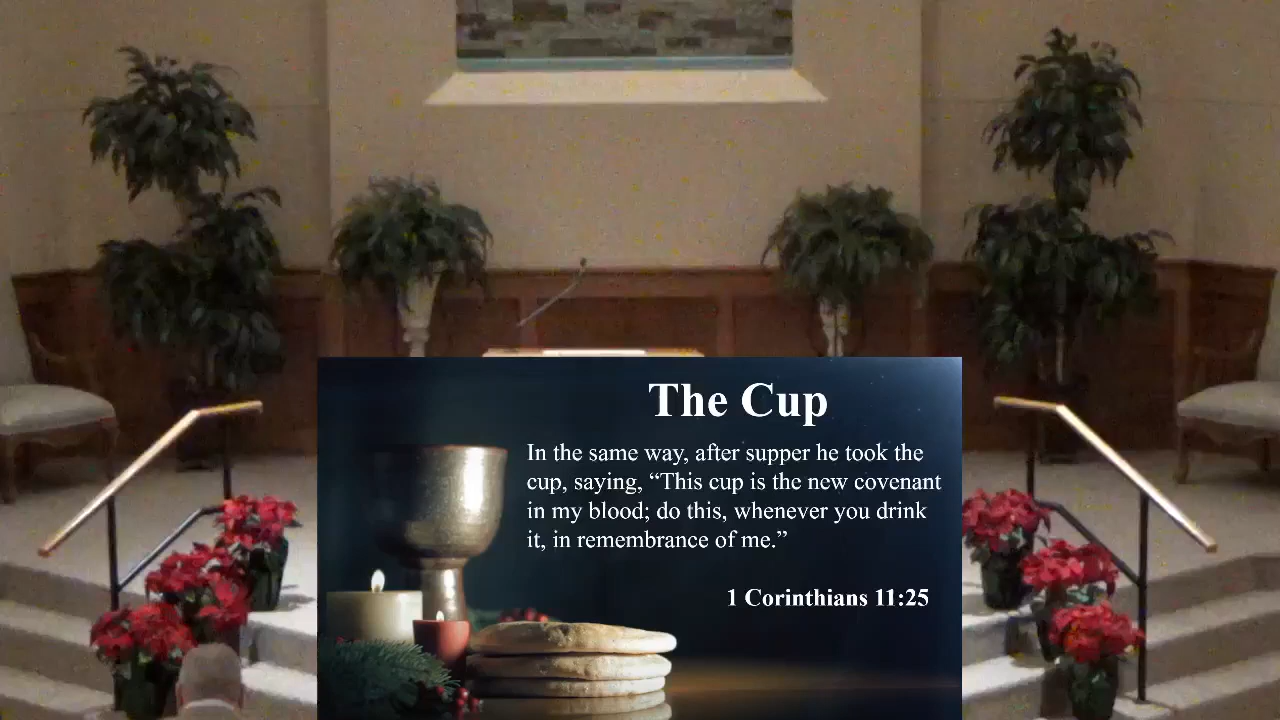 The Cup
In the same way, after supper he took the
cup, saying, “This cup is the new covenant
in my blood; do this, whenever you drink
it, in remembrance of me.”
1 Corinthians 11:25